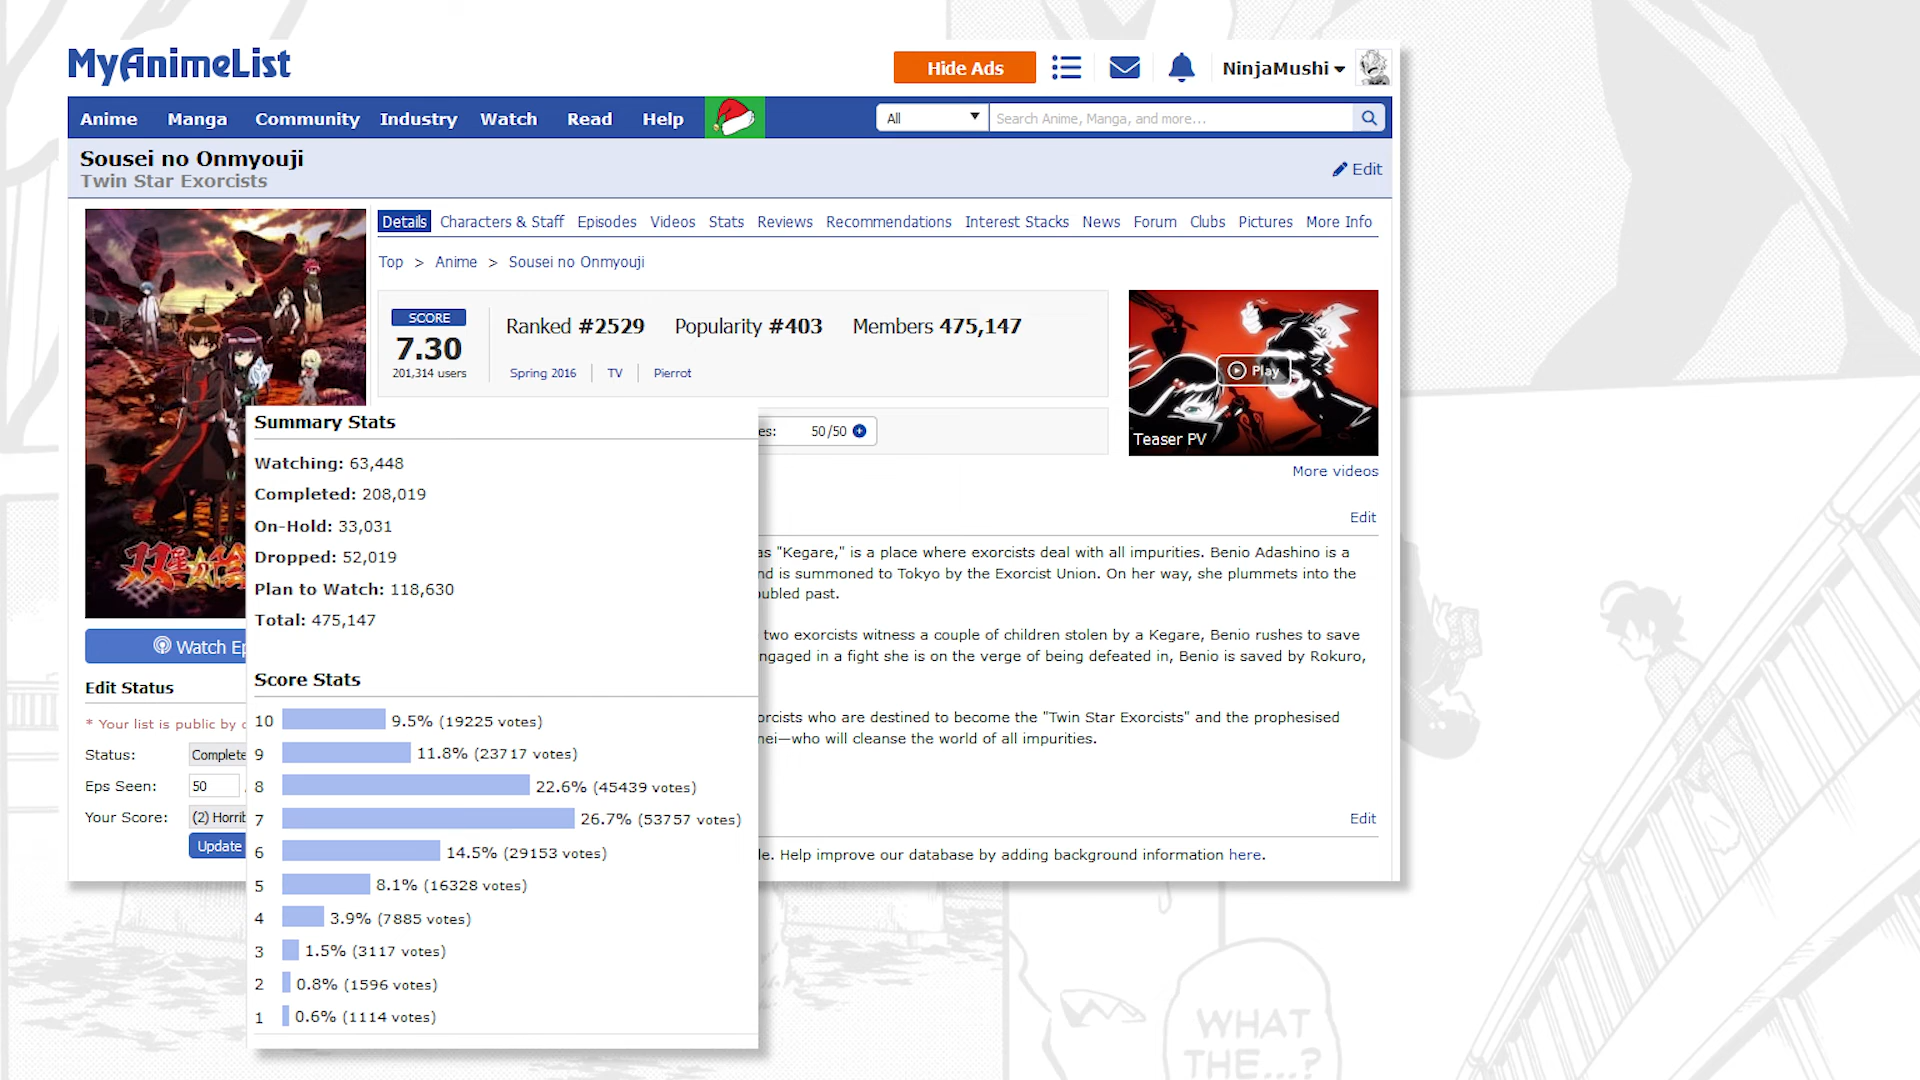 MyAnimeList
Hide Ads
NinjaMushi
Anime Manga Community Industry Watch Read Help
All
Search Anime, Manga, and more...
Sousei no Onmyouji
Twin Star Exorcists
Edit
Details Characters & Staff Episodes Videos Stats Reviews Recommendations Interest Stacks News Forum Clubs Pictures More Info
Top > Anime > Sousei no Onmyouji
SCORE
7.30
201,314 users
Ranked #2529 Popularity #403 Members 475,147
Spring 2016 TV Pierrot
Play
Teaser PV
More videos
es: 50/50
Edit
as "Kegare," is a place where exorcists deal with all impurities. Benio Adashino is a
nd is summoned to Tokyo by the Exorcist Union. On her way, she plummets into the
oubled past.
two exorcists witness a couple of children stolen by a Kegare, Benio rushes to save
ngaged in a fight she is on the verge of being defeated in, Benio is saved by Rokuro,
orcists who are destined to become the "Twin Star Exorcists" and the prophesised
nei—who will cleanse the world of all impurities.
Edit
le. Help improve our database by adding background information here.
Watch Ep
Edit Status
* Your list is public by d
Status: Complete
Eps Seen: 50
Your Score: (2) Horrib
Update
Summary Stats
Watching: 63,448
Completed: 208,019
On-Hold: 33,031
Dropped: 52,019
Plan to Watch: 118,630
Total: 475,147
Score Stats
10 9.5% (19225 votes)
9 11.8% (23717 votes)
8 22.6% (45439 votes)
7 26.7% (53757 votes)
6 14.5% (29153 votes)
5 8.1% (16328 votes)
4 3.9% (7885 votes)
3 1.5% (3117 votes)
2 0.8% (1596 votes)
1 0.6% (1114 votes)
WHAT
THE...?